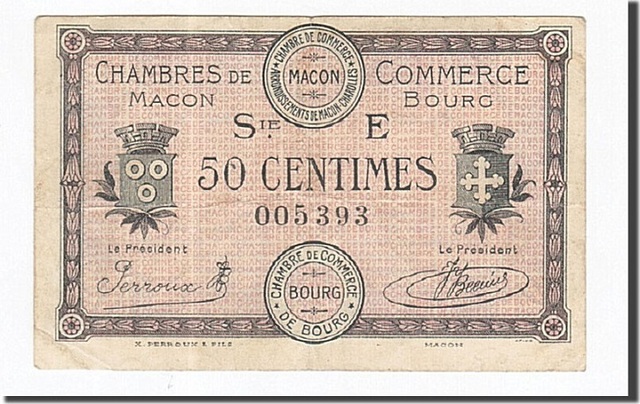 CHAMBRE DE COMMERCE
MACON
ARRONDISSEMENTS DE MACON-CHAROLLES
CHAMBRES DE COMMERCE
MACON BOURG
SIE. E
50 CENTIMES
005393
Le Président Le Président
Perroux
CHAMBRE DE COMMERCE
BOURG
DE BOURG
X. PERROUX & FILS MACON